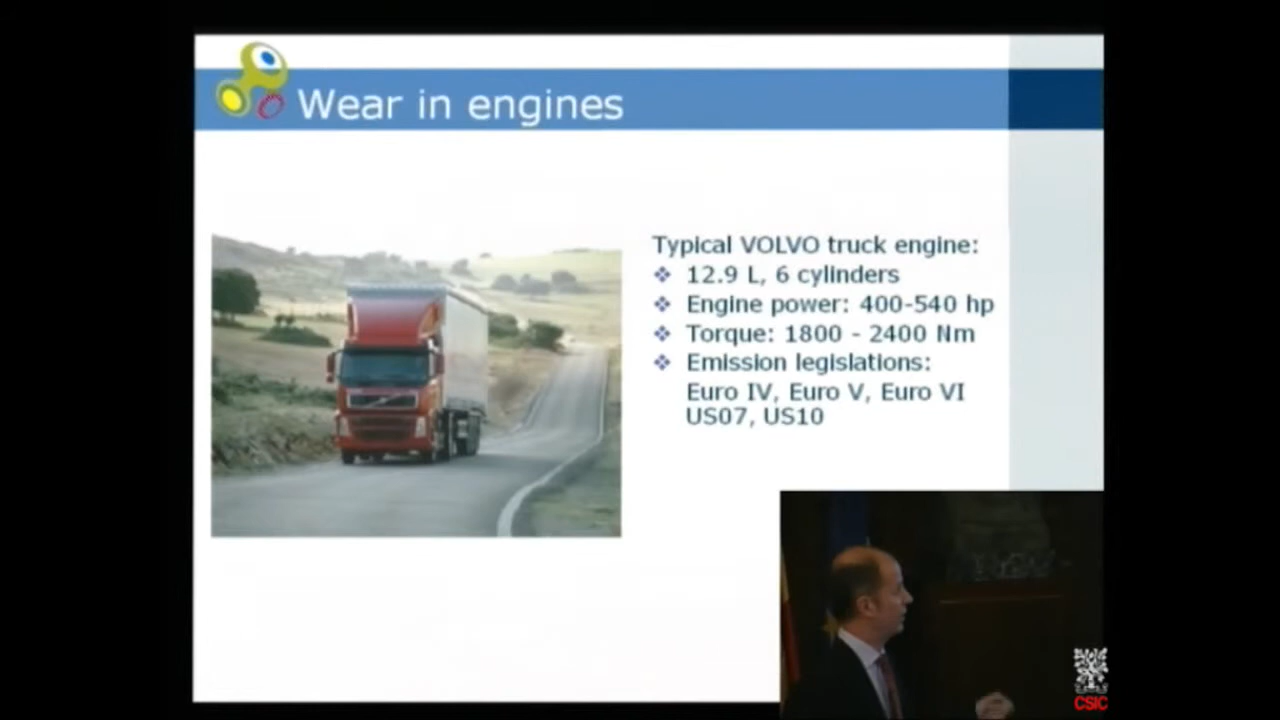 Wear in engines
Typical VOLVO truck engine:
❖ 12.9 L, 6 cylinders
❖ Engine power: 400-540 hp
❖ Torque: 1800 - 2400 Nm
❖ Emission legislations:
Euro IV, Euro V, Euro VI
US07, US10
CSIC